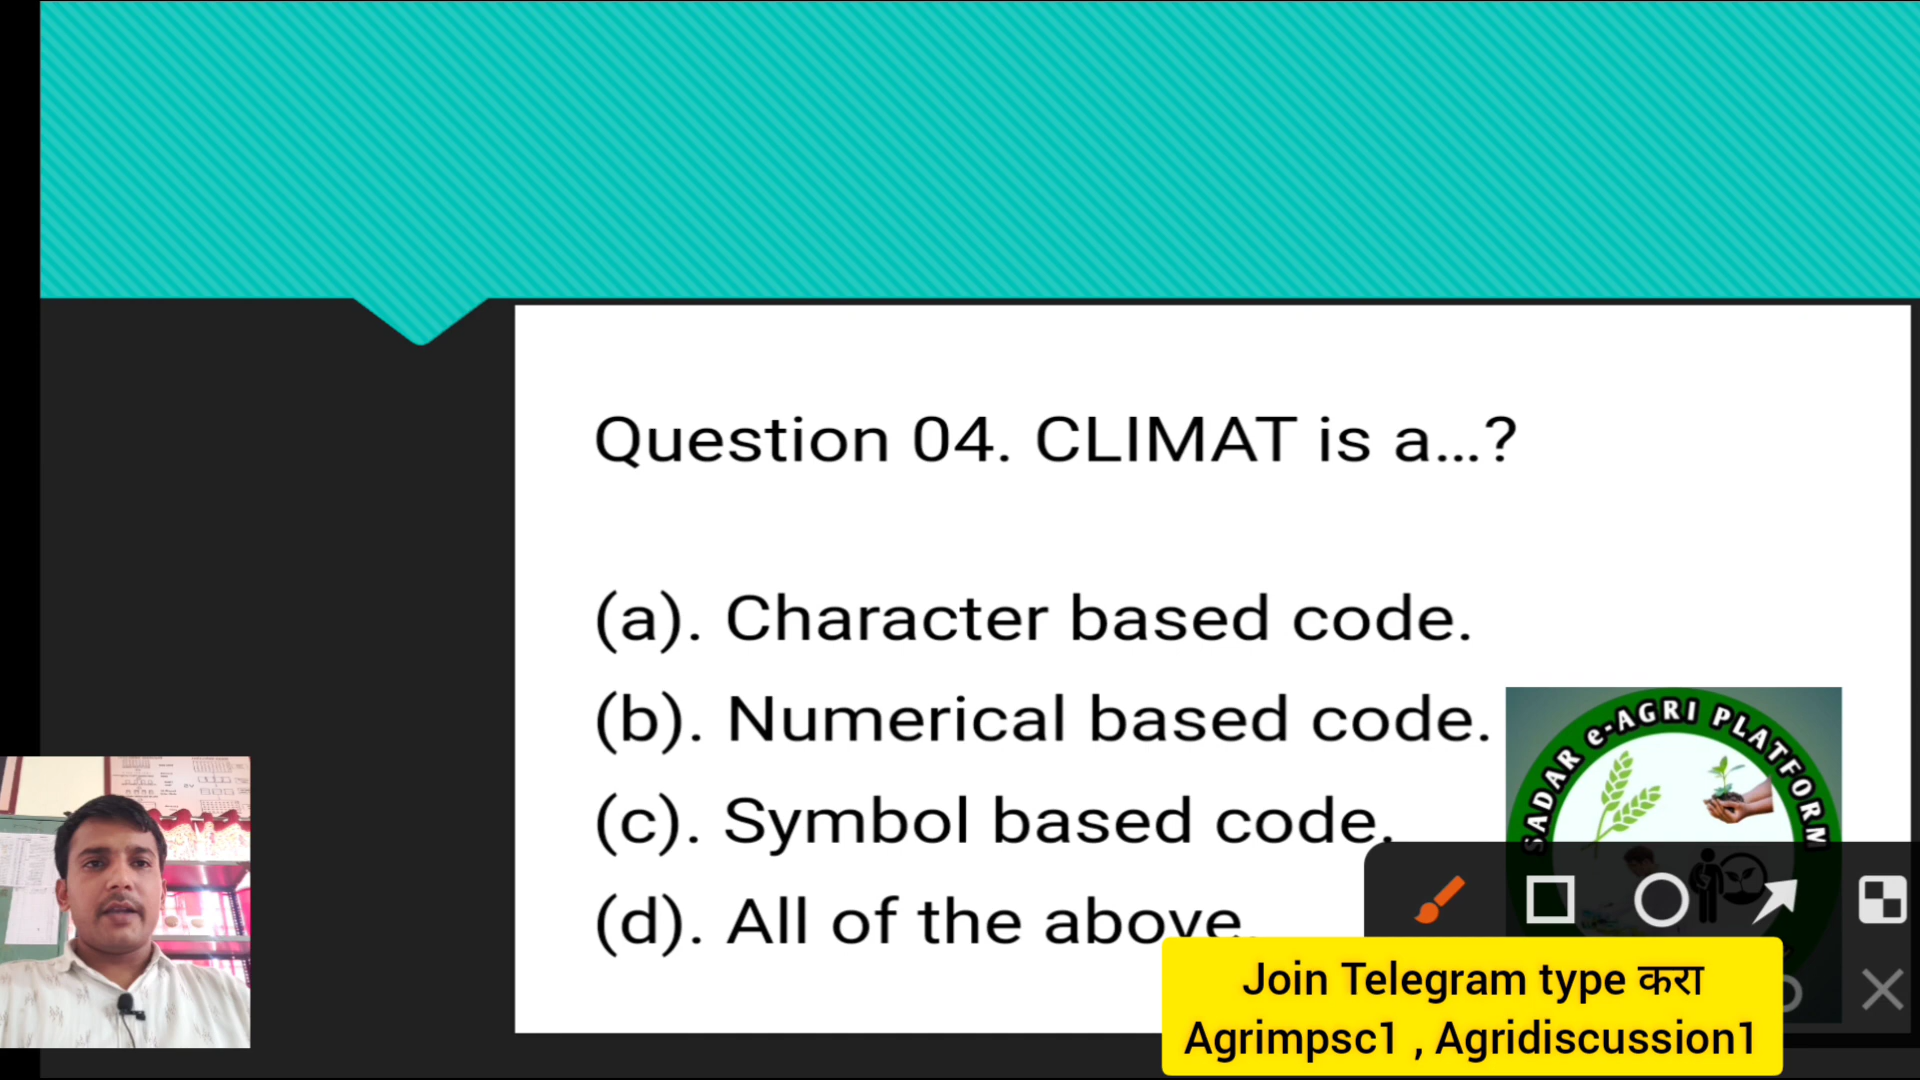 Question 04. CLIMAT is a...?
(a). Character based code.
(b). Numerical based code.
(c). Symbol based code.
(d). All of the above.
SADAR e-AGRI PLATFORM
Join Telegram type करा
Agrimpsc1 , Agridiscussion1